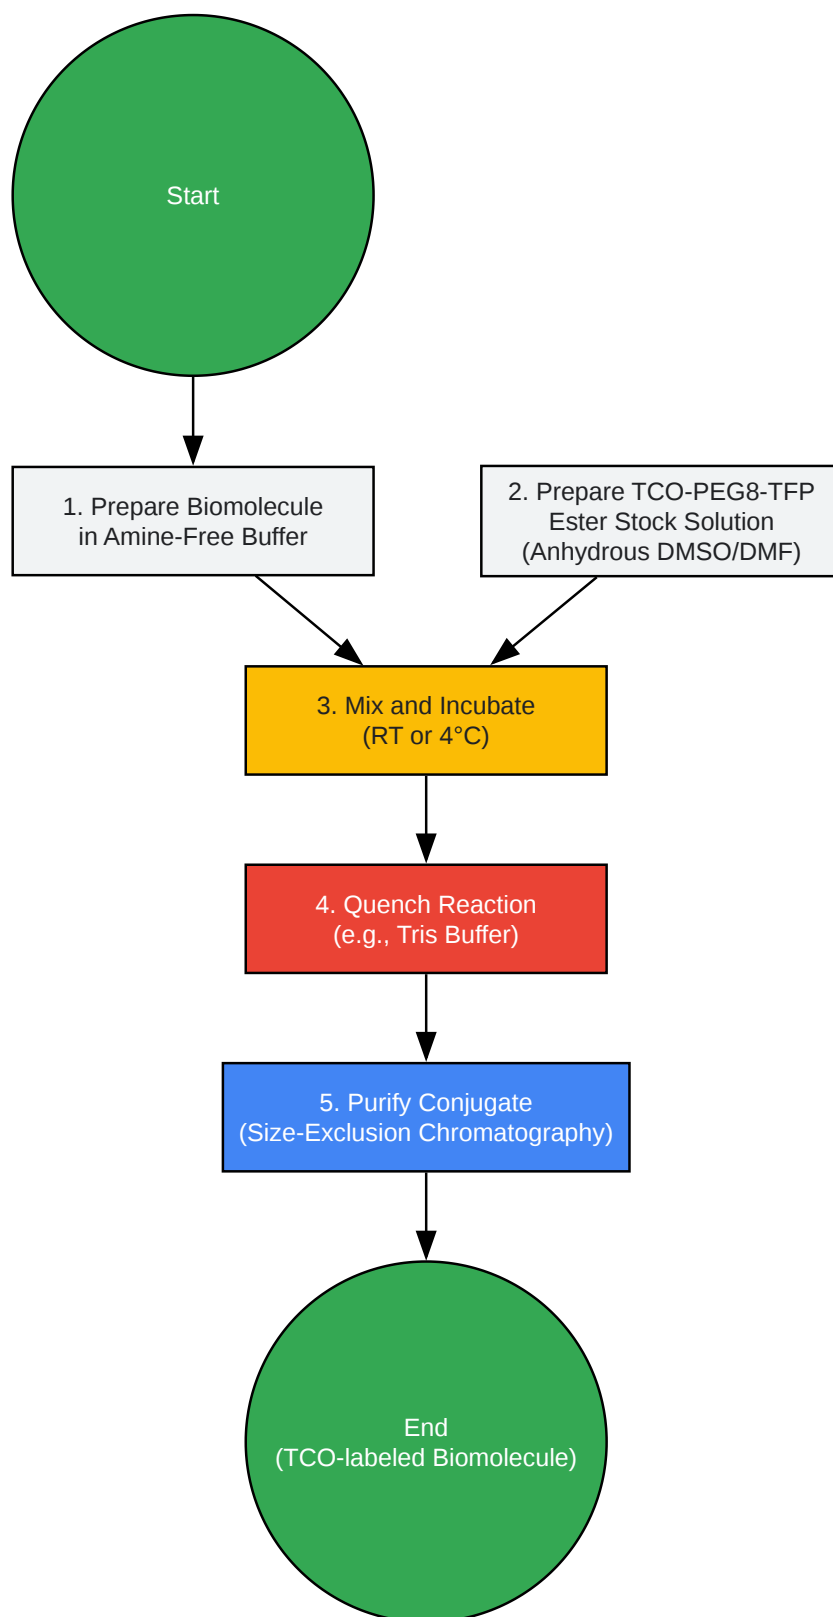 Start
1. Prepare Biomolecule
in Amine-Free Buffer
2. Prepare TCO-PEG8-TFP
Ester Stock Solution
(Anhydrous DMSO/DMF)
3. Mix and Incubate
(RT or 4°C)
4. Quench Reaction
(e.g., Tris Buffer)
5. Purify Conjugate
(Size-Exclusion Chromatography)
End
(TCO-labeled Biomolecule)